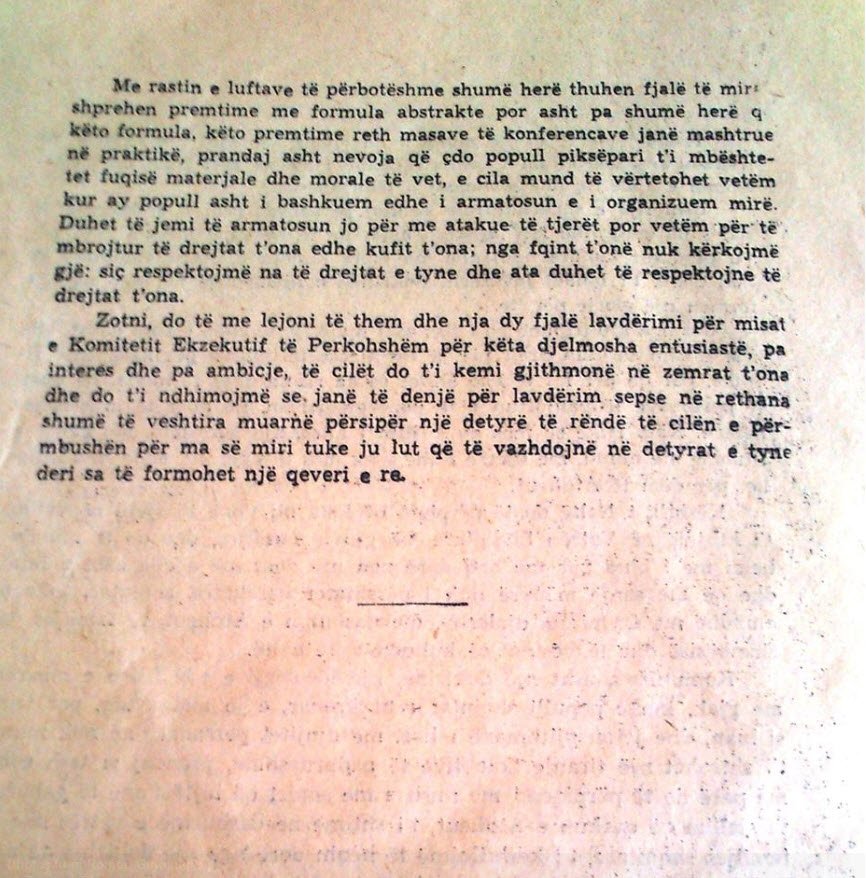 Me rastin e luftave të përbotëshme shumë herë thuhen fjalë të
shprehen premtime me formula abstrakte por asht pa shumë herë
këto formula, këto premtime reth masave të konferencave janë mashtrue
në praktikë, prandaj asht nevoja që çdo popull piksëpari t'i mbështe-
tet fuqisë materjale dhe morale të vet, e cila mund të vërtetohet vetëm
kur ay popull asht i bashkuem edhe i armatosun e i organizuem mirë.
Duhet të jemi të armatosun jo për me atakue të tjerët por vetëm për të
mbrojtur të drejtat t'ona edhe kufit t'ona; nga fqint t'onë nuk kërkojmë
gjë: siç respektojmë na të drejtat e tyne dhe ata duhet të respektojne të
drejtat t'ona.
Zotni, do të me lejoni të them dhe nja dy fjalë lavdërimi për misat
e Komitetit Ekzekutif të Perkohshëm për këta djelmosha entusiastë, pa
interes dhe pa ambicje, të cilët do t'i kemi gjithmonë në zemrat t'ona
dhe do t'i ndhimojmë se janë të denjë për lavdërim sepse në rethana
shumë të veshtira muarnë përsipër një detyrë të rëndë të cilën e për-
mbushën për ma së miri tuke ju lut që të vazhdojnë në detyrat e tyne
deri sa të formohet një qeveri e re.